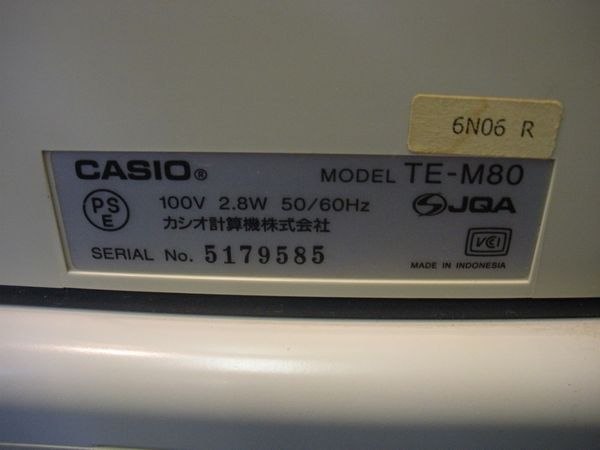 6N06 R
CASIO® MODEL TE-M80
PSE 100V 2.8W 50/60Hz JQA
カシオ計算機株式会社
VCI
SERIAL No. 5179585
MADE IN INDONESIA